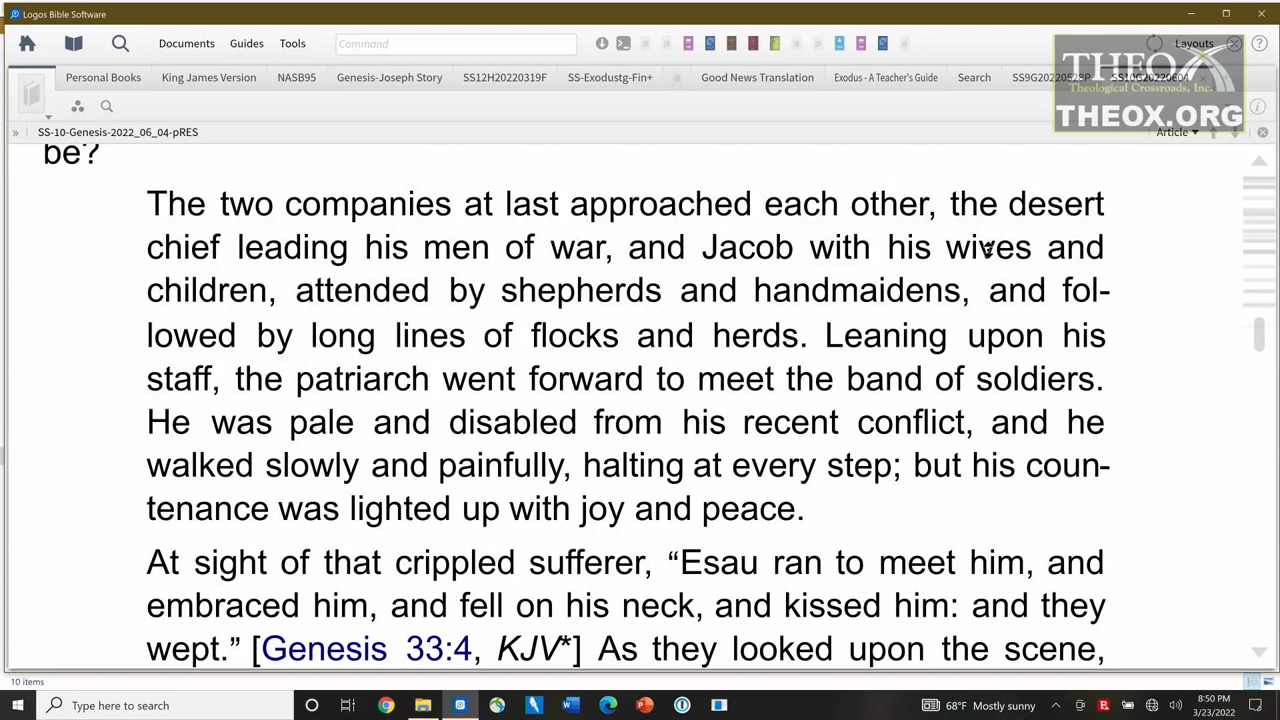 Logos Bible Software
Documents Guides Tools Command Layouts
THEOX
Theological Crossroads, Inc.
THEOX.ORG
Personal Books King James Version NASB95 Genesis-Joseph SS12H20220319F SS-Exodustg-Fin+ Good News Translation Exodus - A Teacher's Guide Search
SS-10-Genesis-2022_06_04-pRES Article
be?
The two companies at last approached each other, the desert
chief leading his men of war, and Jacob with his wives and
children, attended by shepherds and handmaidens, and fol-
lowed by long lines of flocks and herds. Leaning upon his
staff, the patriarch went forward to meet the band of soldiers.
He was pale and disabled from his recent conflict, and he
walked slowly and painfully, halting at every step; but his coun-
tenance was lighted up with joy and peace.
At sight of that crippled sufferer, “Esau ran to meet him, and
embraced him, and fell on his neck, and kissed him: and they
wept.” [Genesis 33:4, KJV*] As they looked upon the scene,
10 items
Type here to search
68°F Mostly sunny
8:50 PM
3/23/2022